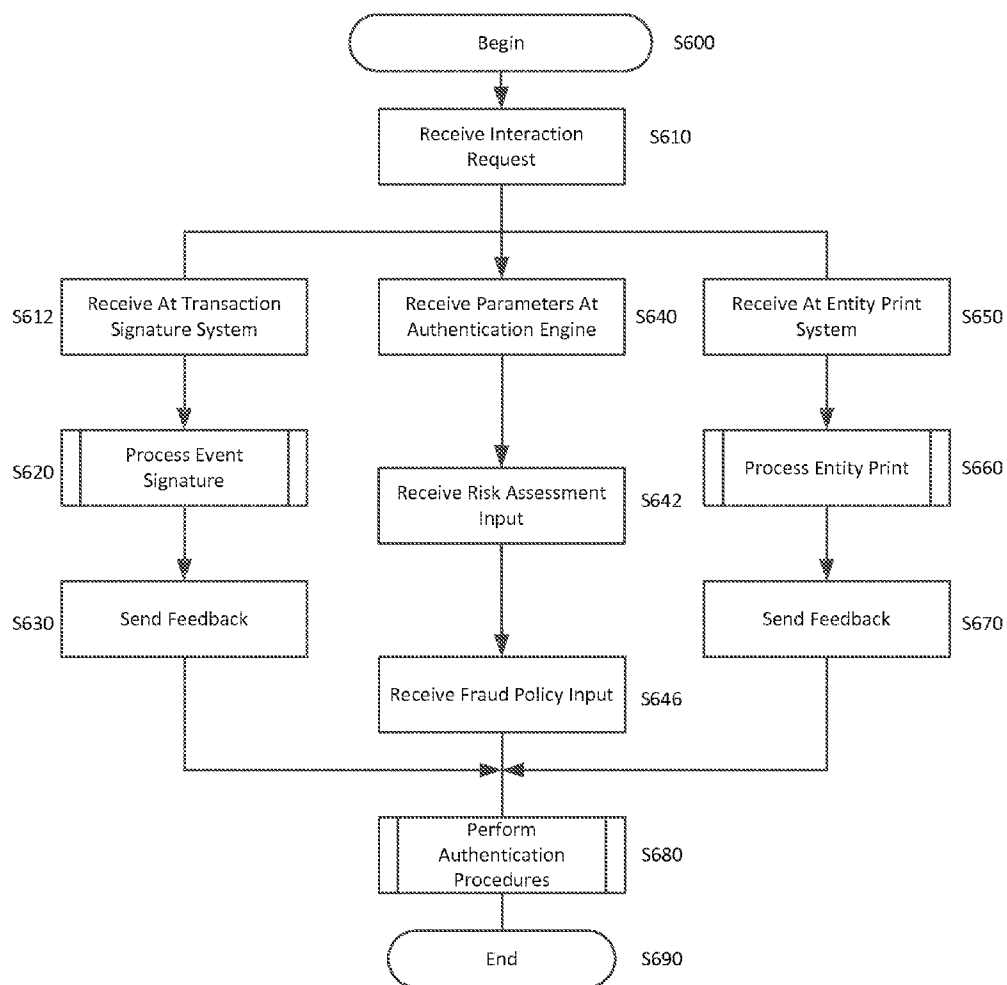 Begin
S600
Receive Interaction
Request
S610
S612
Receive At Transaction
Signature System
Receive Parameters At
Authentication Engine
S640
Receive At Entity Print
System
S650
S620
Process Event
Signature
Receive Risk Assessment
Input
S642
Process Entity Print
S660
S630
Send Feedback
Receive Fraud Policy Input
S646
Send Feedback
S670
Perform
Authentication
Procedures
S680
End
S690